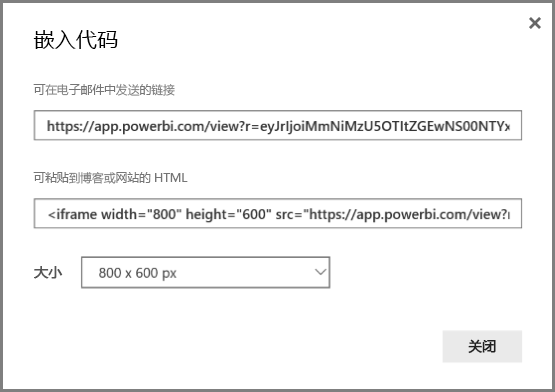 嵌入代码
可在电子邮件中发送的链接
https://app.powerbi.com/view?r=eyJrIjoiMmNiMzU5OTItZGEwNS00NTYx
可粘贴到博客或网站的 HTML
<iframe width="800" height="600" src="https://app.powerbi.com/view?r
大小
800 x 600 px
关闭